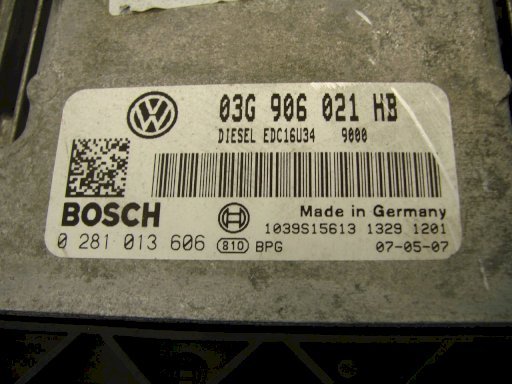 03G 906 021 HB
DIESEL EDC16U34 9000
BOSCH
Made in Germany
0 281 013 606
810 BPG
1039S15613 1329 1201
07-05-07